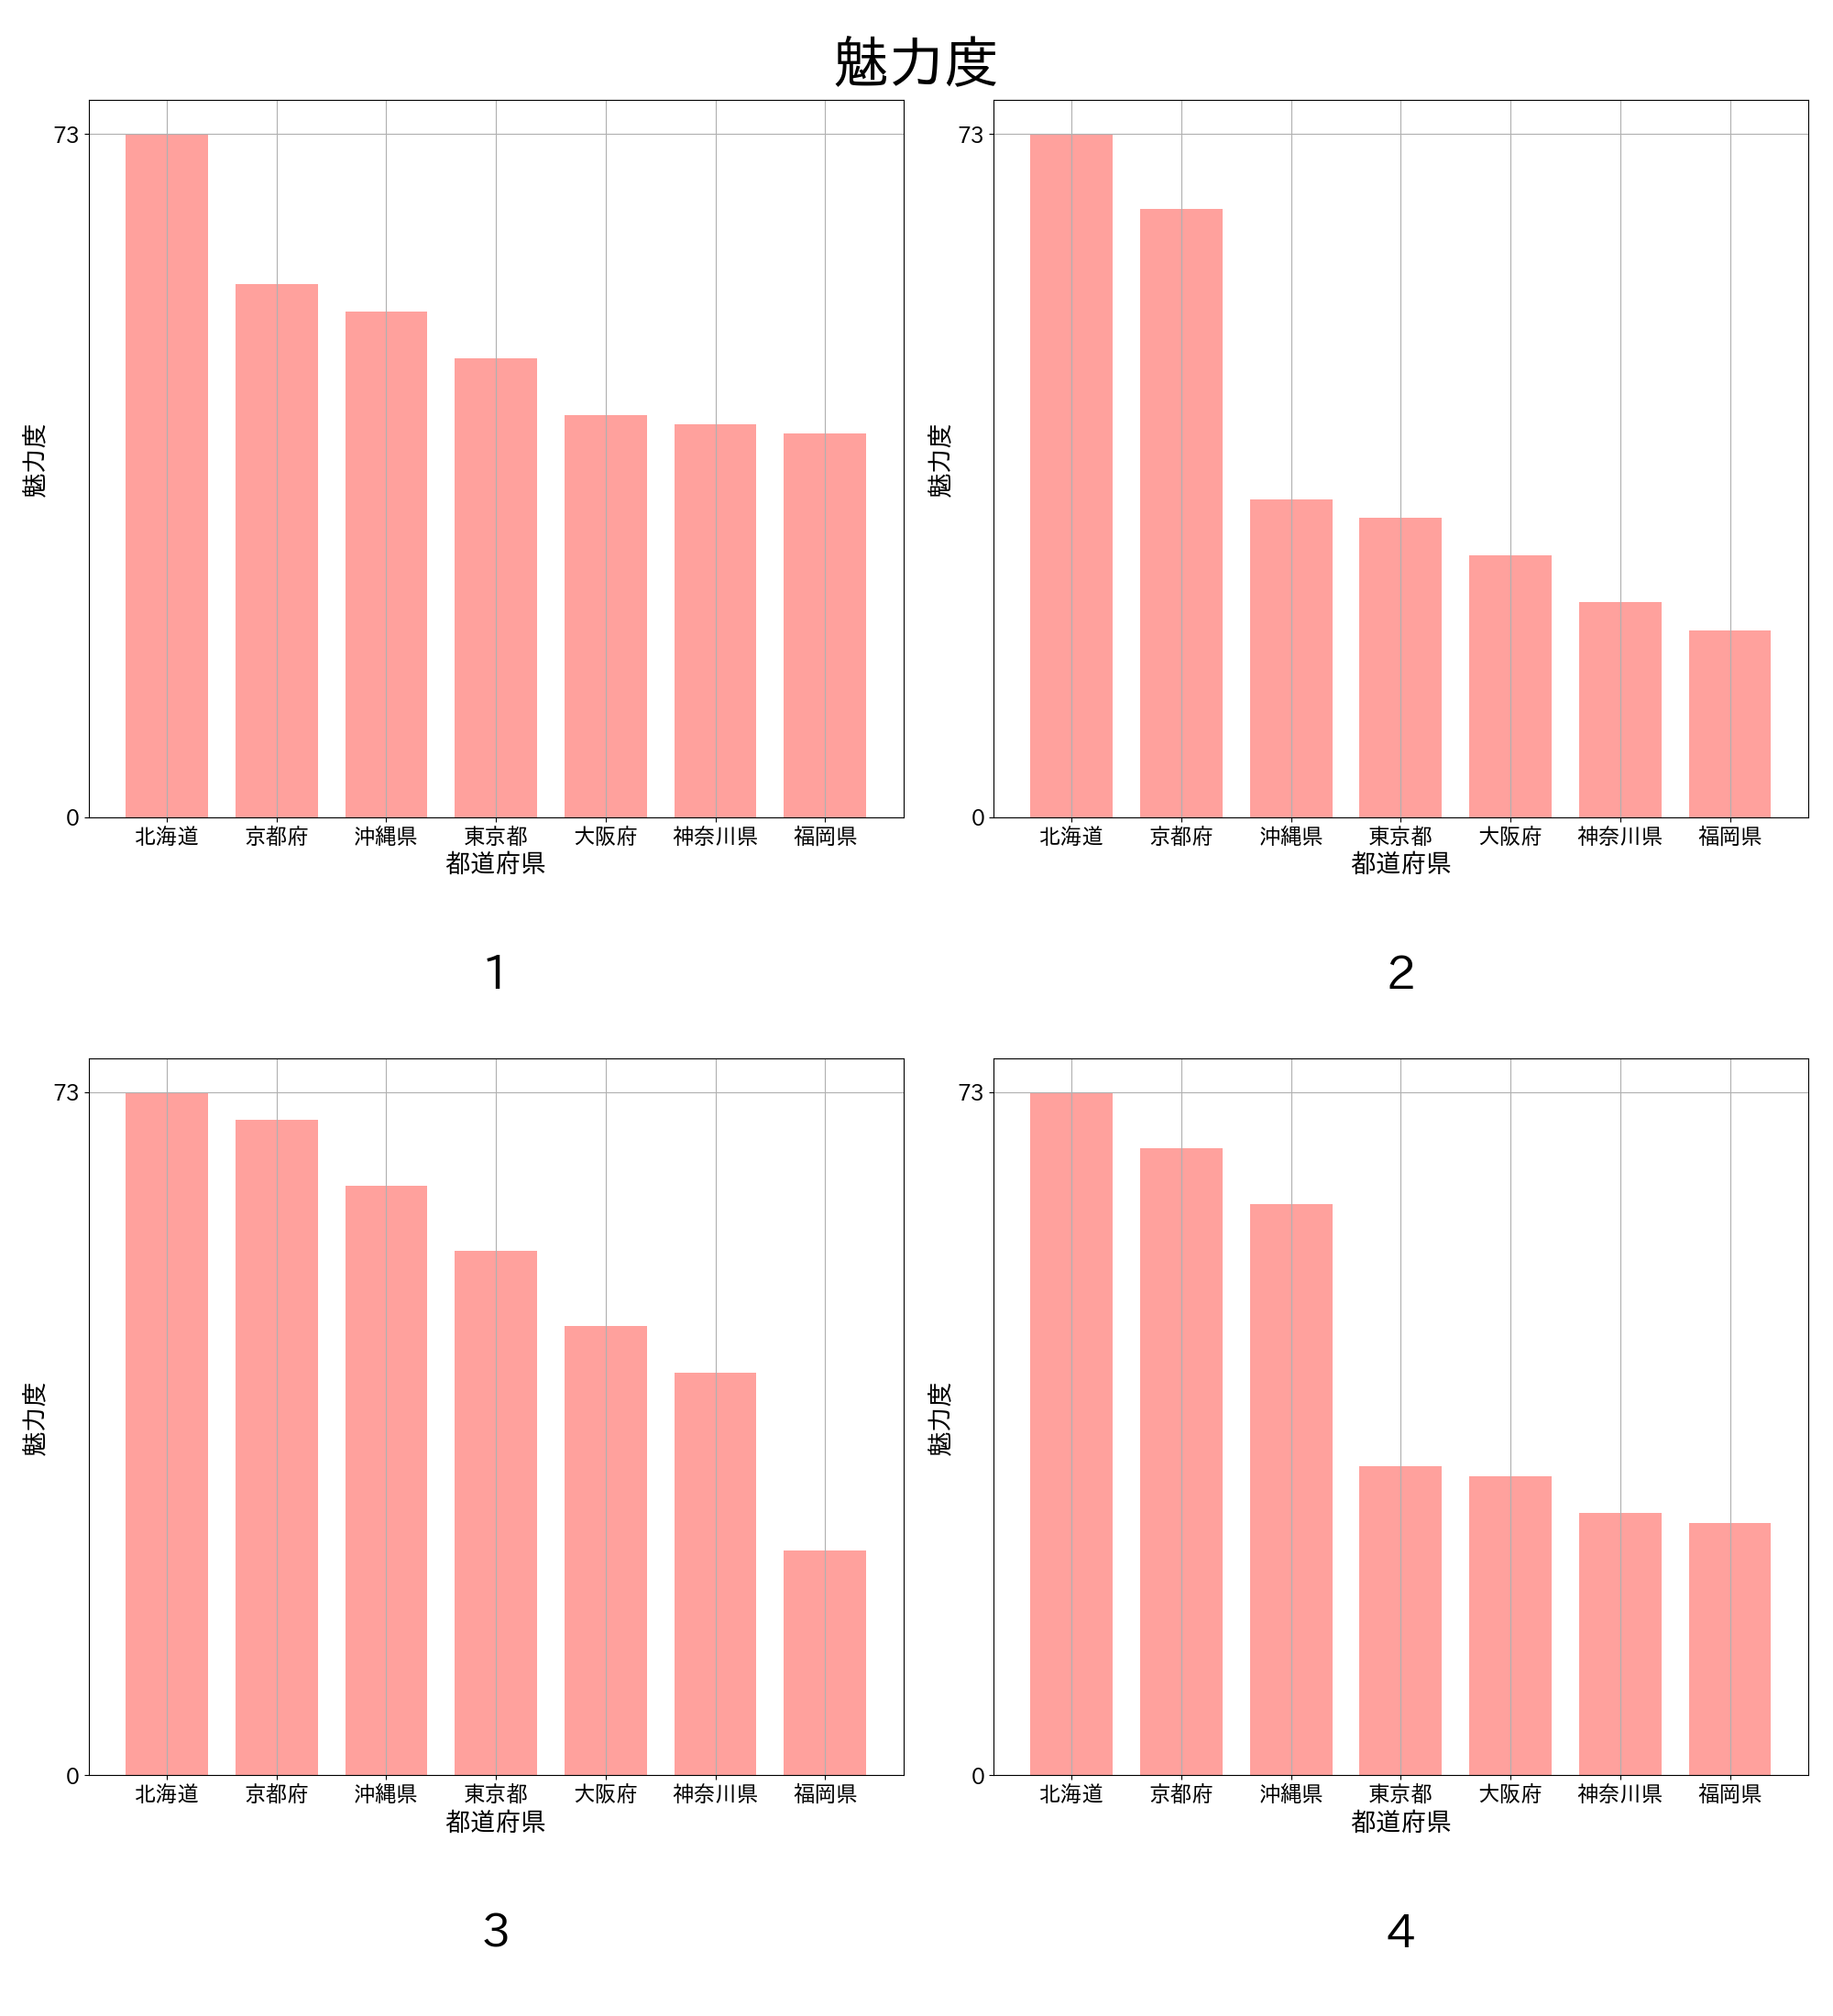 魅力度
73
0
魅力度
北海道 京都府 沖縄県 東京都 大阪府 神奈川県 福岡県
都道府県
1
73
0
魅力度
北海道 京都府 沖縄県 東京都 大阪府 神奈川県 福岡県
都道府県
2
73
0
魅力度
北海道 京都府 沖縄県 東京都 大阪府 神奈川県 福岡県
都道府県
3
73
0
魅力度
北海道 京都府 沖縄県 東京都 大阪府 神奈川県 福岡県
都道府県
4